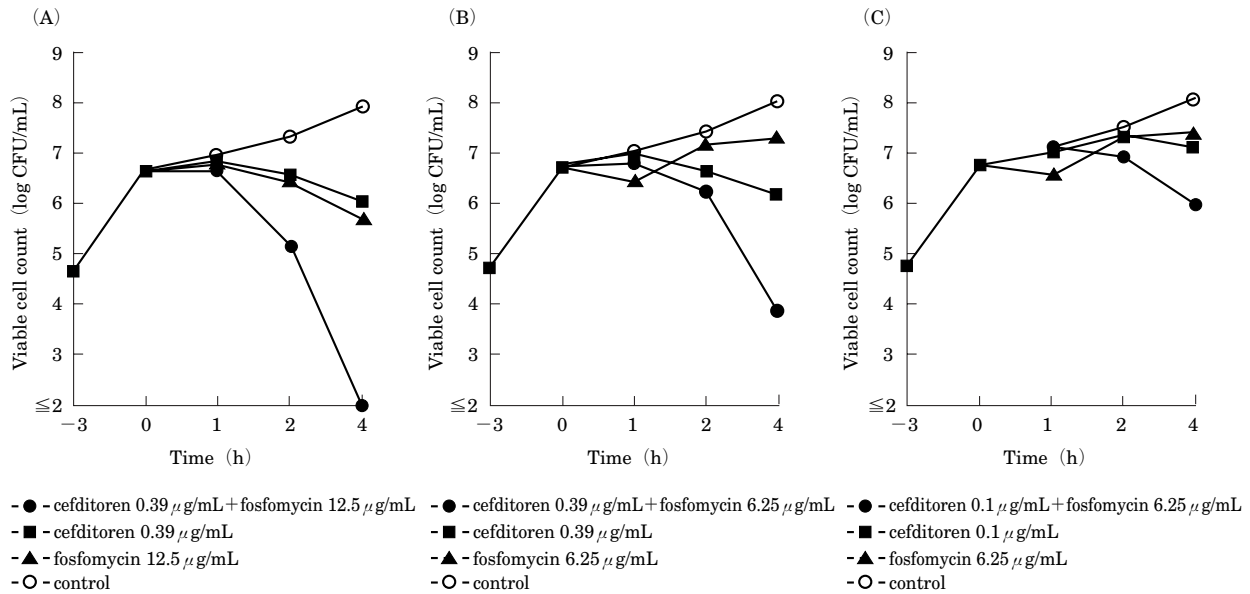 (A)
9
8
7
6
5
4
3
≦2
−3 0 1 2 4
Viable cell count (log CFU/mL)
Time (h)
-●- cefditoren 0.39 μg/mL+fosfomycin 12.5 μg/mL
-■- cefditoren 0.39 μg/mL
-▲- fosfomycin 12.5 μg/mL
-○- control
(B)
9
8
7
6
5
4
3
≦2
−3 0 1 2 4
Viable cell count (log CFU/mL)
Time (h)
-●- cefditoren 0.39 μg/mL+fosfomycin 6.25 μg/mL
-■- cefditoren 0.39 μg/mL
-▲- fosfomycin 6.25 μg/mL
-○- control
(C)
9
8
7
6
5
4
3
≦2
−3 0 1 2 4
Viable cell count (log CFU/mL)
Time (h)
-●- cefditoren 0.1 μg/mL+fosfomycin 6.25 μg/mL
-■- cefditoren 0.1 μg/mL
-▲- fosfomycin 6.25 μg/mL
-○- control